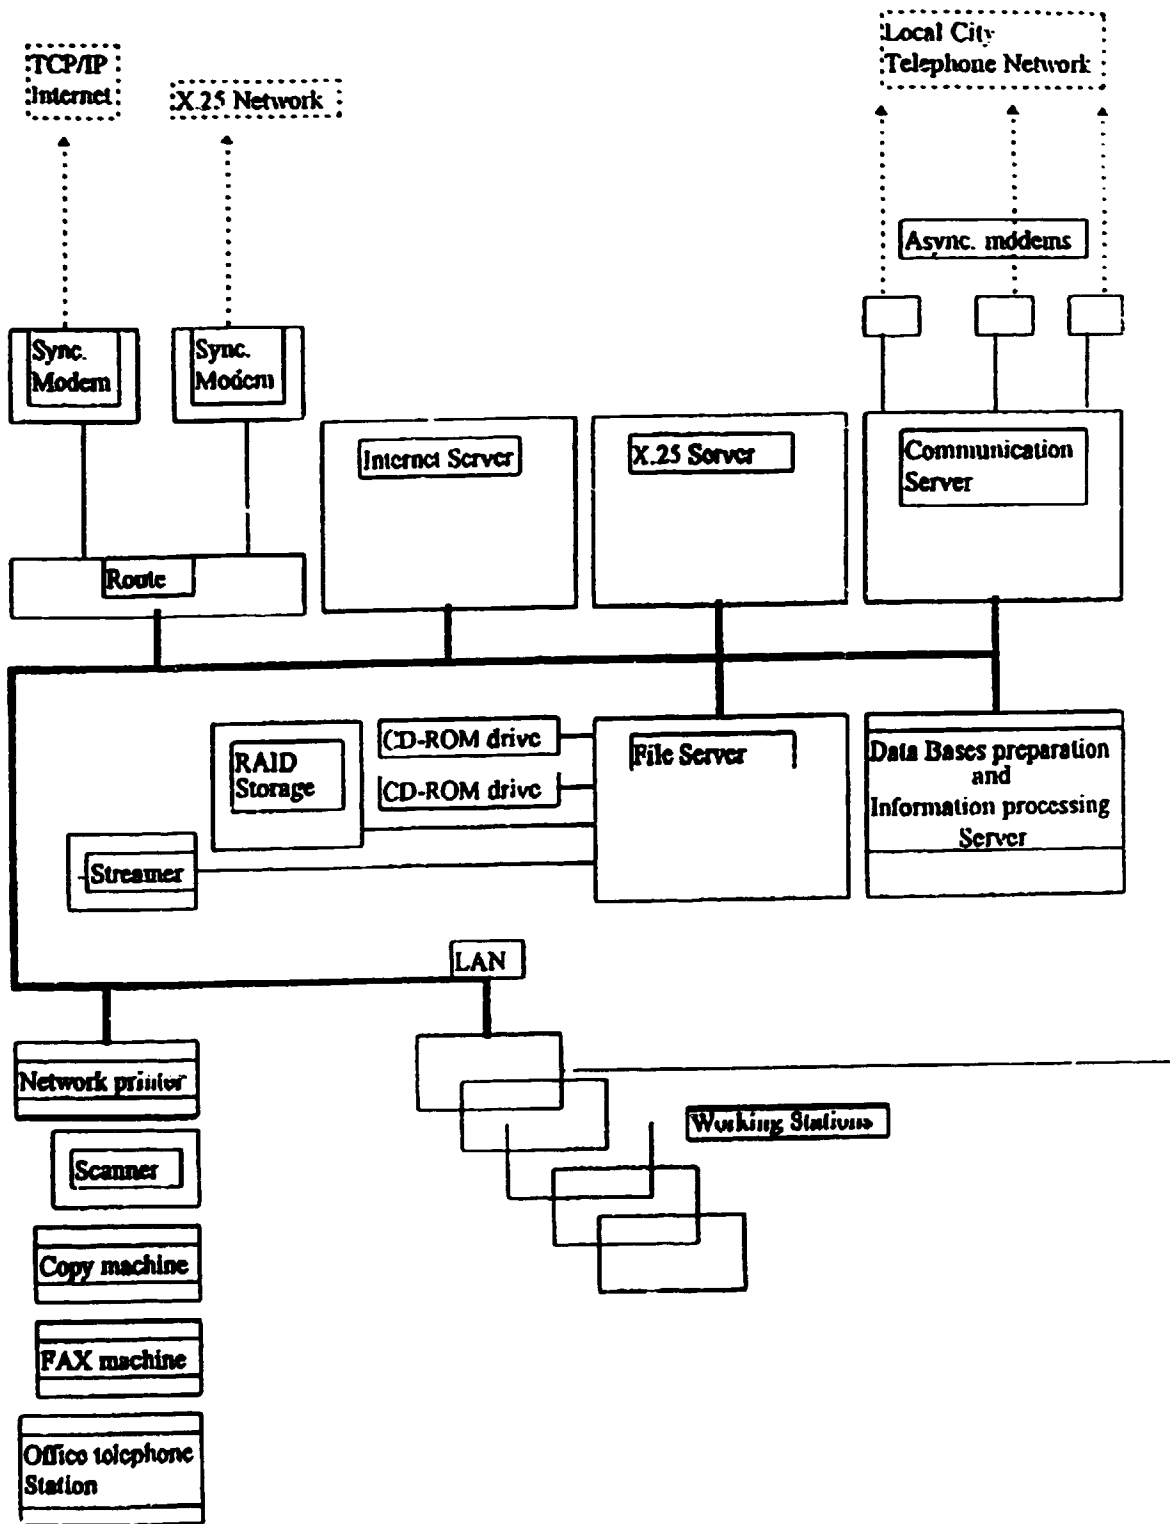 Local City
Telephone Network
TCP/IP
Internet
X.25 Network
Async. modems
Sync.
Modem
Sync.
Modem
Internet Server
X.25 Server
Communication
Server
Route
CD-ROM drive
File Server
Data Bases preparation
and
Information processing
Server
RAID
Storage
CD-ROM drive
Streamer
LAN
Network printer
Working Stations
Scanner
Copy machine
FAX machine
Office telephone
Station